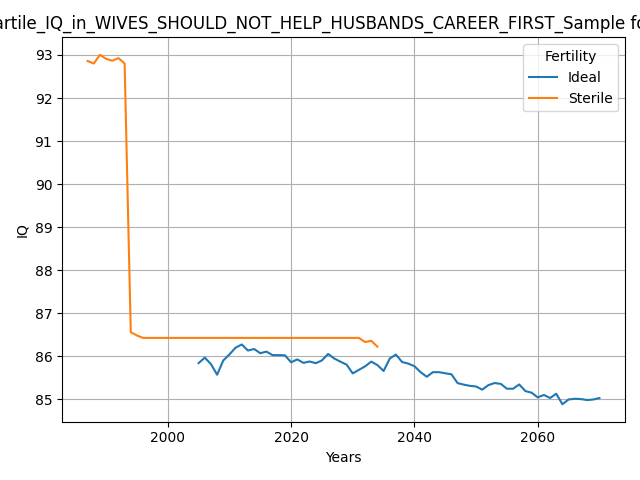 artile_IQ_in_WIVES_SHOULD_NOT_HELP_HUSBANDS_CAREER_FIRST_Sample fo
Fertility
Ideal
Sterile
93
92
91
90
89
88
87
86
85
IQ
2000
2020
2040
2060
Years